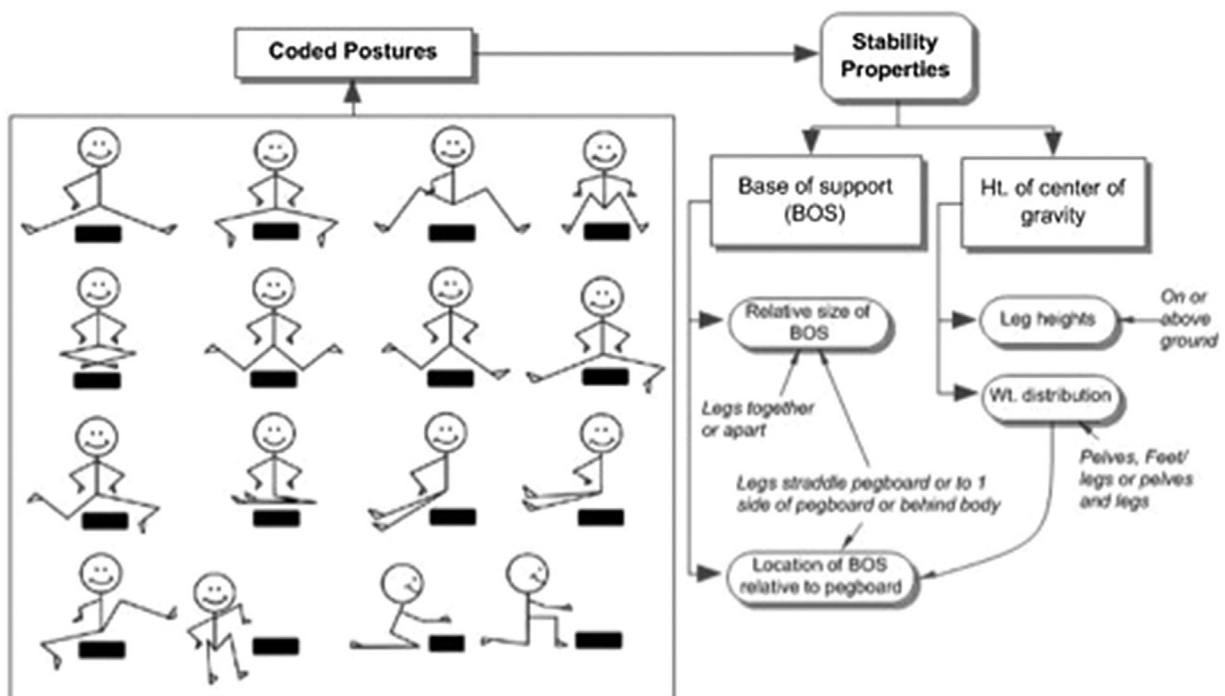 Coded Postures
Stability
Properties
Base of support
(BOS)
Ht. of center of
gravity
Relative size of
BOS
Leg heights
On or
above
ground
Wt. distribution
Legs together
or apart
Pelves, Feet/
legs or pelves
and legs
Legs straddle pegboard or to 1
side of pegboard or behind body
Location of BOS
relative to pegboard